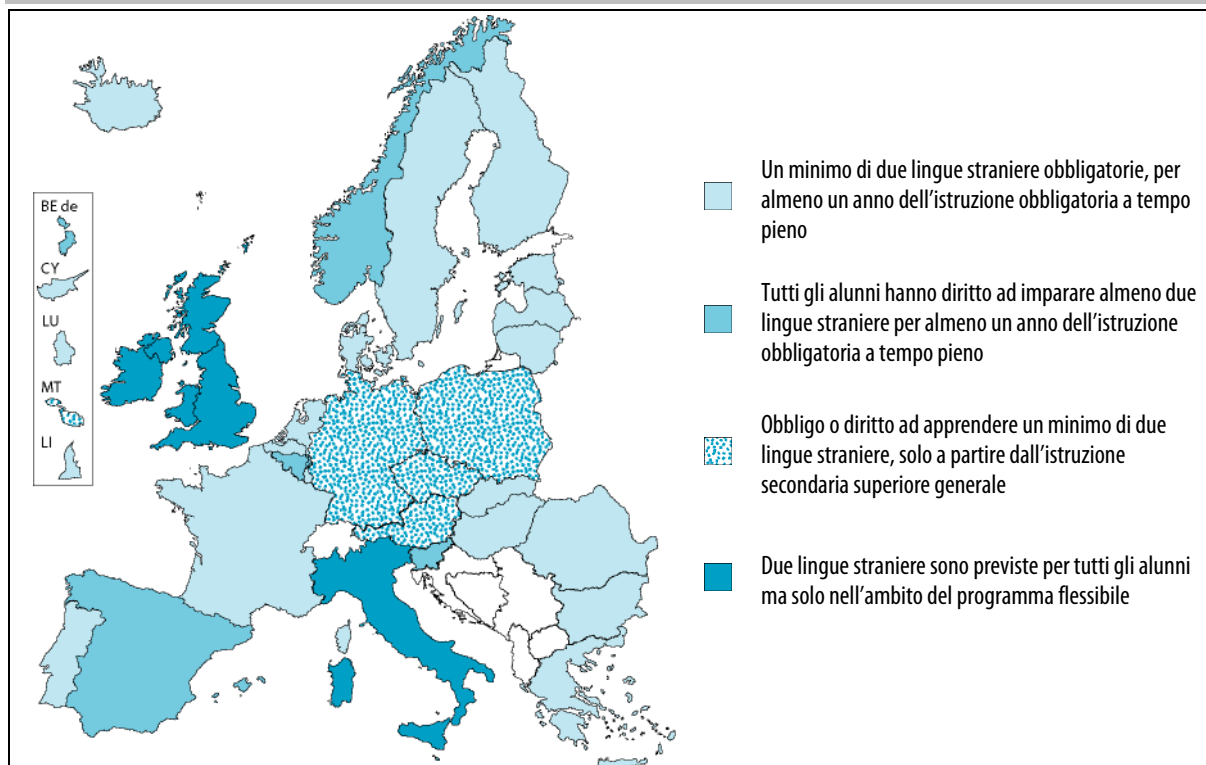 BE de
CY
LU
MT
LI
Un minimo di due lingue straniere obbligatorie, per
almeno un anno dell’istruzione obbligatoria a tempo
pieno
Tutti gli alunni hanno diritto ad imparare almeno due
lingue straniere per almeno un anno dell’istruzione
obbligatoria a tempo pieno
Obbligo o diritto ad apprendere un minimo di due
lingue straniere, solo a partire dall’istruzione
secondaria superiore generale
Due lingue straniere sono previste per tutti gli alunni
ma solo nell’ambito del programma flessibile